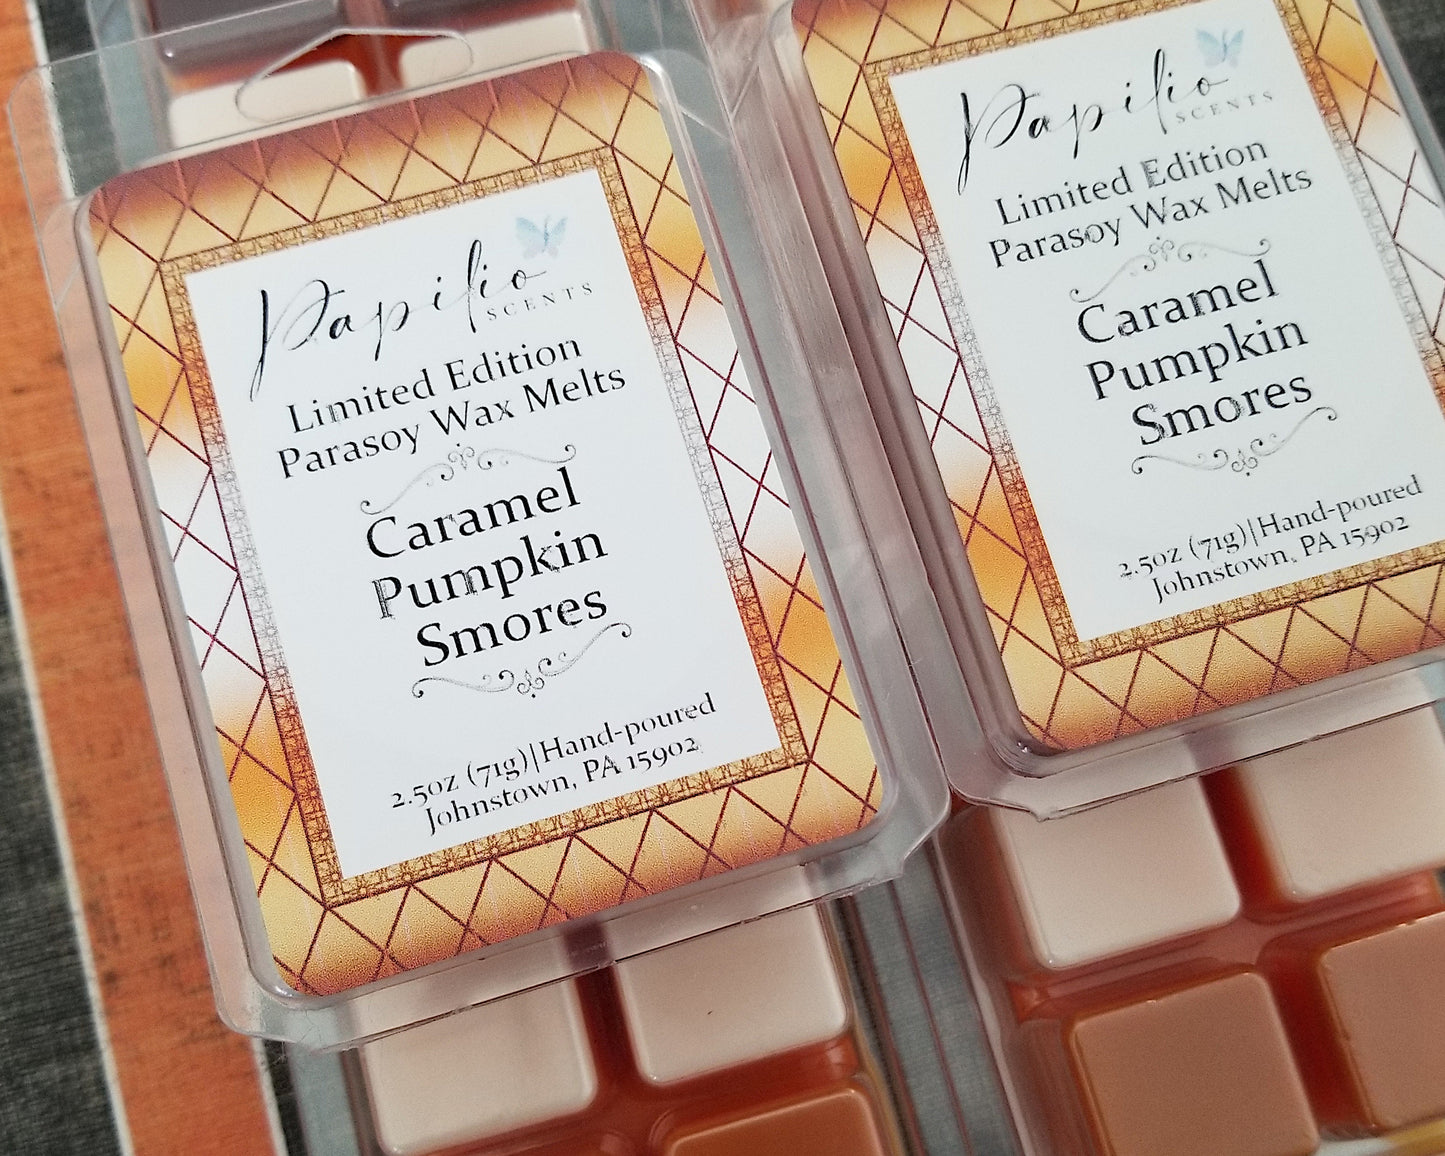 Papilio
SCENTS
Limited Edition
Parasoy Wax Melts
Caramel
Pumpkin
Smores
2.5oz (71g)|Hand-poured
Johnstown, PA 15902
Papilio
SCENTS
Limited Edition
Parasoy Wax Melts
Caramel
Pumpkin
Smores
2.5oz (71g)|Hand-poured
Johnstown, PA 15902